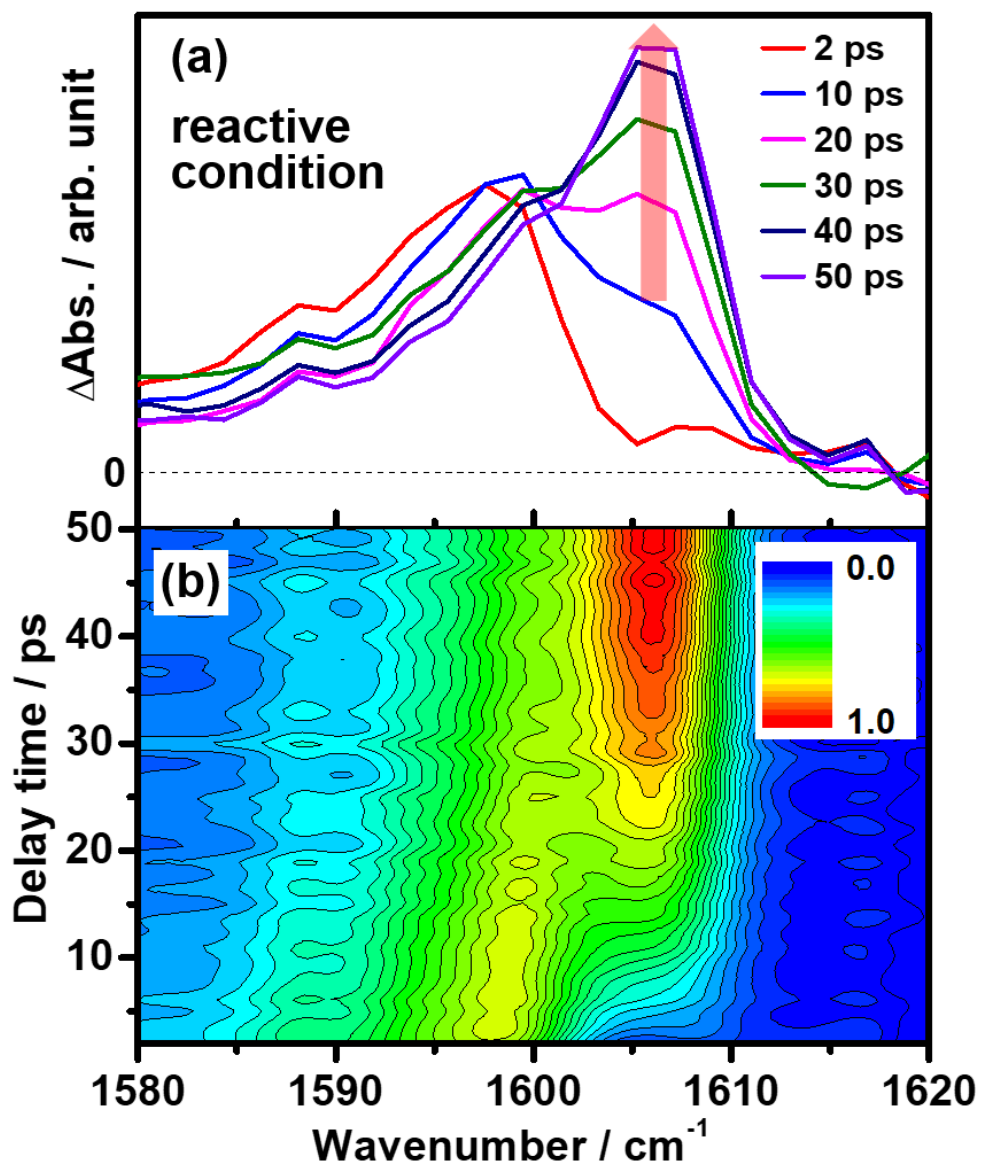 (a)
reactive
condition
2 ps
10 ps
20 ps
30 ps
40 ps
50 ps
ΔAbs. / arb. unit
0
(b)
0.0
1.0
50
40
30
20
10
Delay time / ps
1580 1590 1600 1610 1620
Wavenumber / cm⁻¹